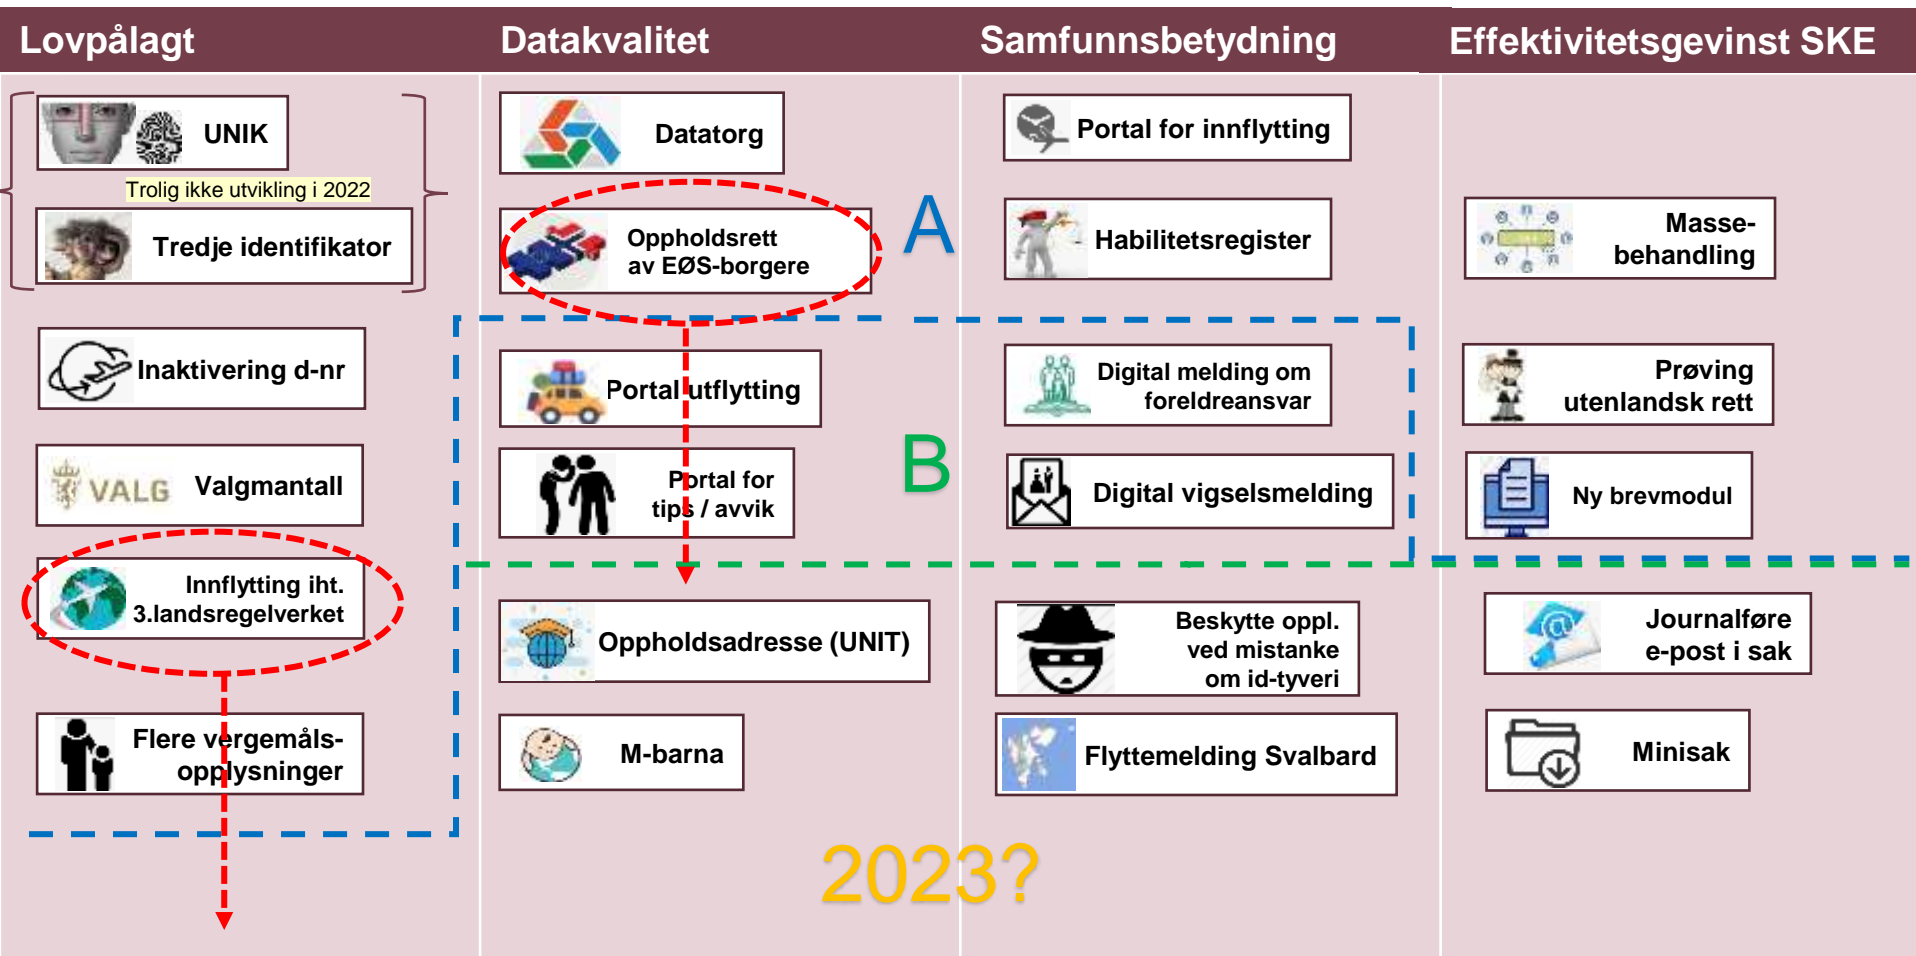 Lovpålagt
Datakvalitet
Samfunnsbetydning
Effektivitetsgevinst SKE
UNIK
Trolig ikke utvikling i 2022
Tredje identifikator
Inaktivering d-nr
VALG
Valgmantall
Innflytting iht.
3.landsregelverket
Flere vergemåls-
opplysninger
Datatorg
Oppholdsrett
av EØS-borgere
Portal utflytting
Portal for
tips / avvik
Oppholdsadresse (UNIT)
M-barna
A
B
Portal for innflytting
Habilitetsregister
Digital melding om
foreldreansvar
Digital vigselsmelding
Beskytte oppl.
ved mistanke
om id-tyveri
Flyttemelding Svalbard
Masse-
behandling
Prøving
utenlandsk rett
Ny brevmodul
@
Journalføre
e-post i sak
Minisak
2023?